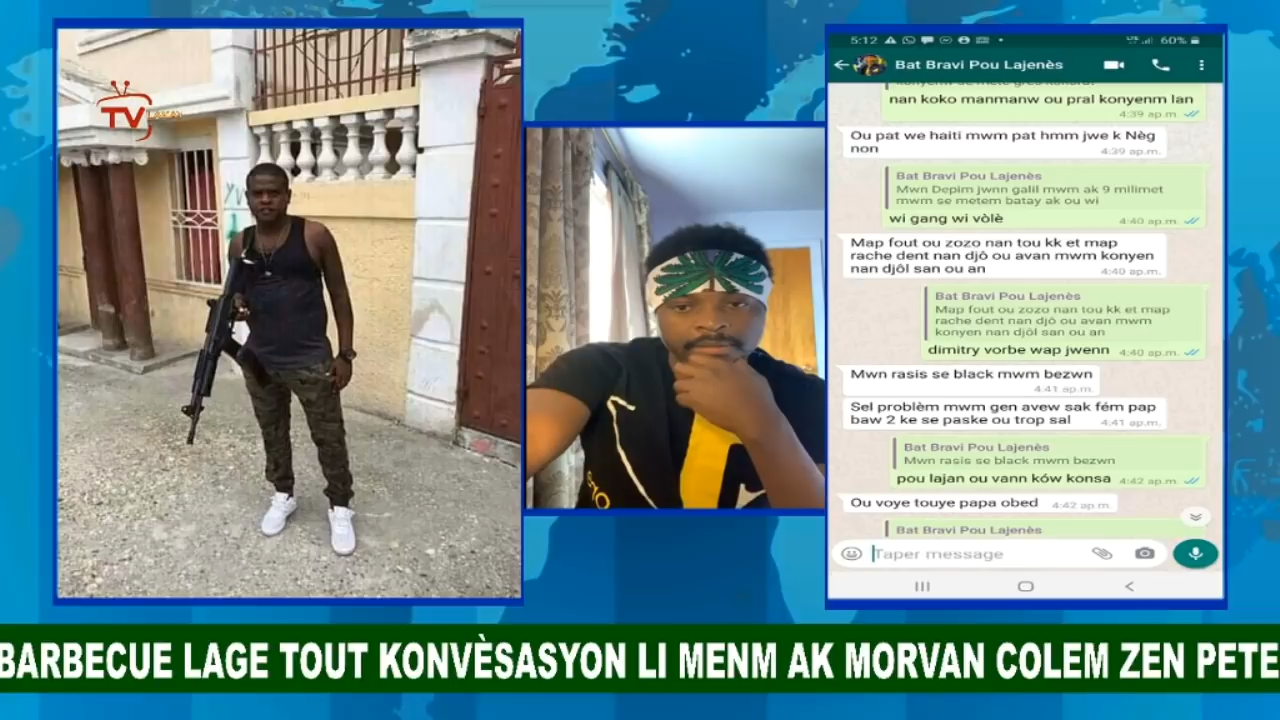 TV
5:12
LTE
60%
Bat Bravi Pou Lajenès
nan koko manmanw ou pral konyenm lan
4:39 ap.m.
Ou pat we haiti mwm pat hmm jwe k Nèg
non
4:39 ap.m.
Bat Bravi Pou Lajenès
Mwn Depim jwnn galil mwm ak 9 milimet
mwm se metem batay ak ou wi
wi gang wi vòlè
4:40 ap.m.
Map fout ou zozo nan tou kk et map
rache dent nan djò ou avan mwm konyen
nan djôl san ou an
4:40 ap.m.
Bat Bravi Pou Lajenès
Map fout ou zozo nan tou kk et map
rache dent nan djò ou avan mwm
konyen nan djôl san ou an
dimitry vorbe wap jwenn
4:40 ap.m.
Mwn rasis se black mwm bezwn
4:41 ap.m.
Sel problèm mwm gen avew sak fém pap
baw 2 ke se paske ou trop sal
4:41 ap.m.
Bat Bravi Pou Lajenès
Mwn rasis se black mwm bezwn
pou lajan ou vann ków konsa
4:42 ap.m.
Ou voye touye papa obed
4:42 ap.m.
Bat Bravi Pou Lajenès
Taper message
BARBECUE LAGE TOUT KONVÈSASYON LI MENM AK MORVAN COLEM ZEN PETE